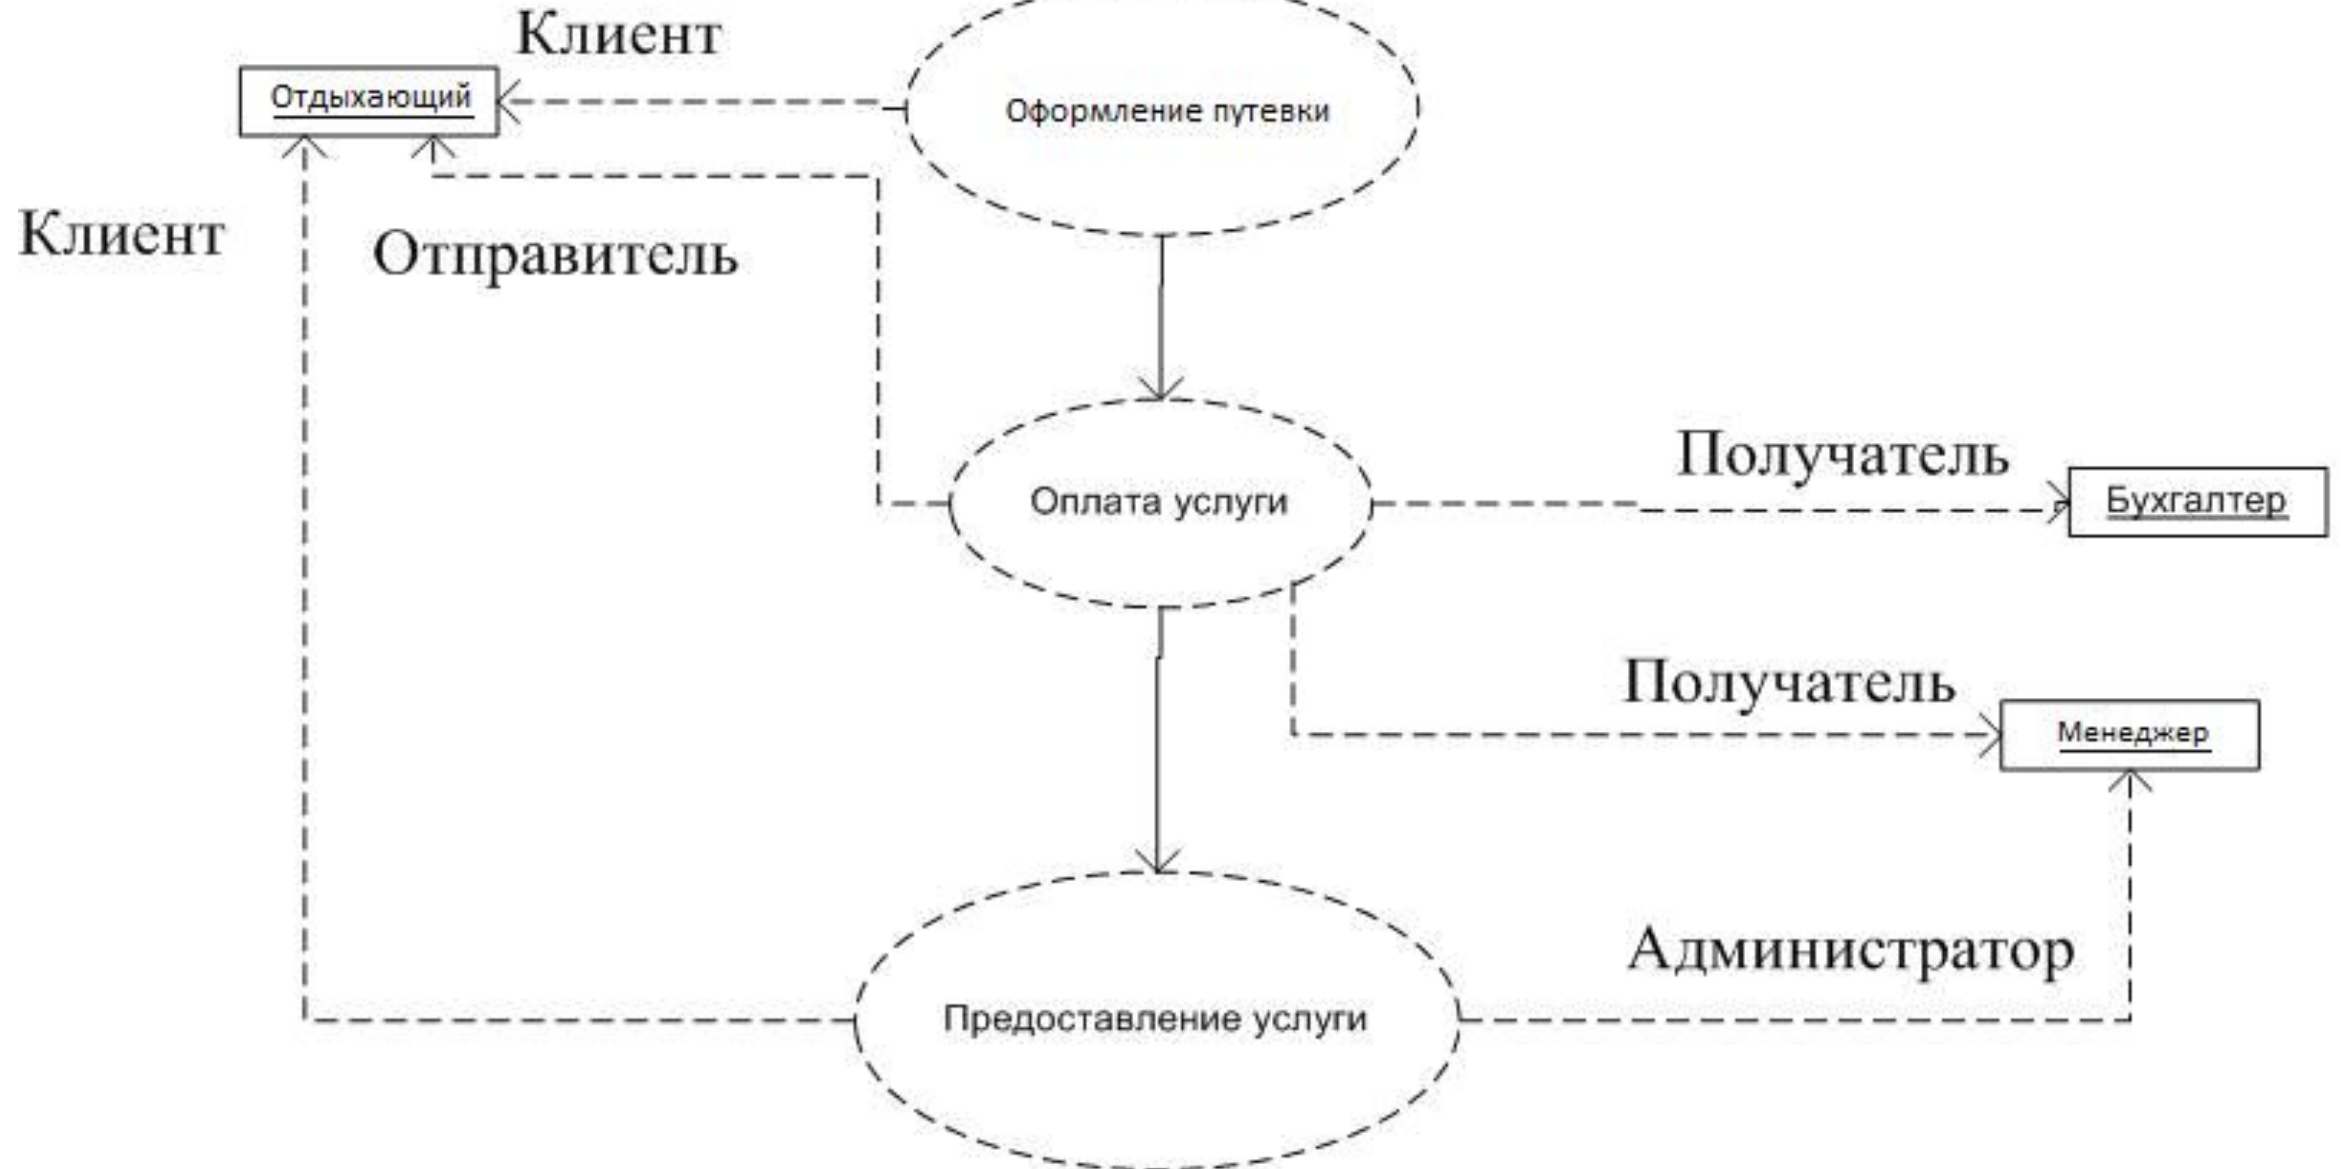 Клиент
Отдыхающий
Оформление путевки
Клиент
Отправитель
Получатель
Оплата услуги
Бухгалтер
Получатель
Менеджер
Администратор
Предоставление услуги